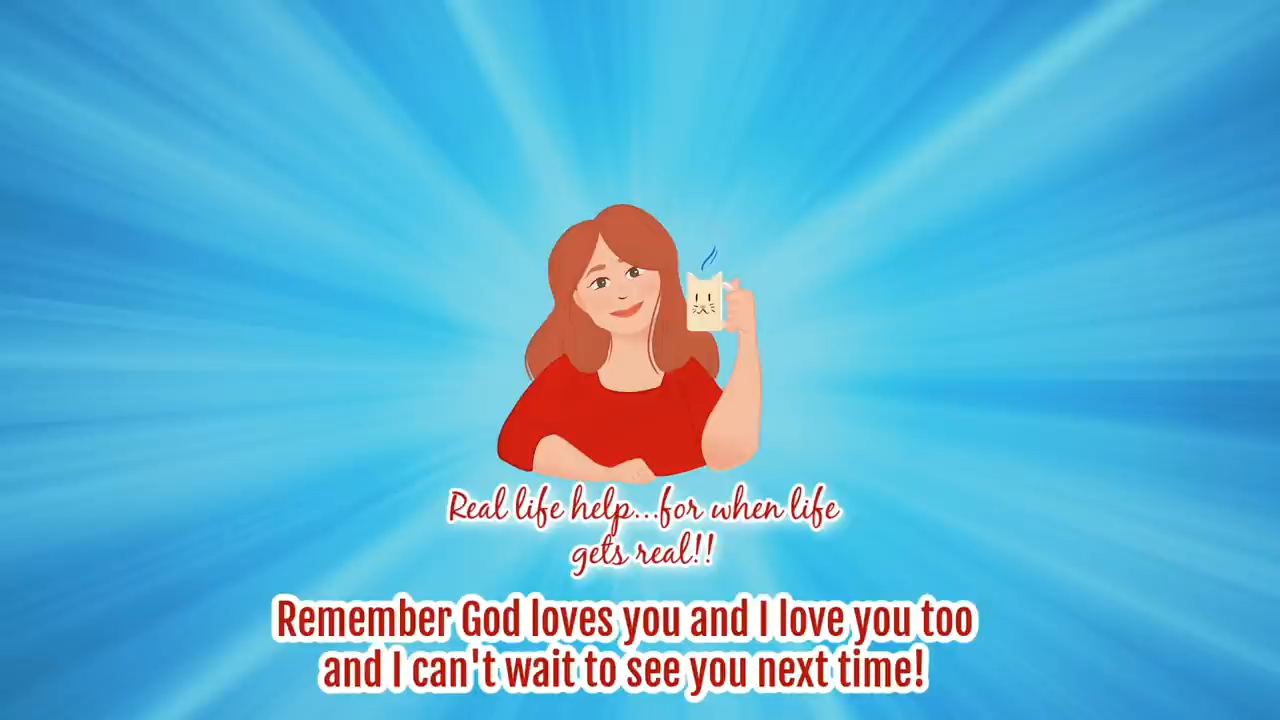 Real life help...for when life
gets real!!
Remember God loves you and I love you too
and I can't wait to see you next time!